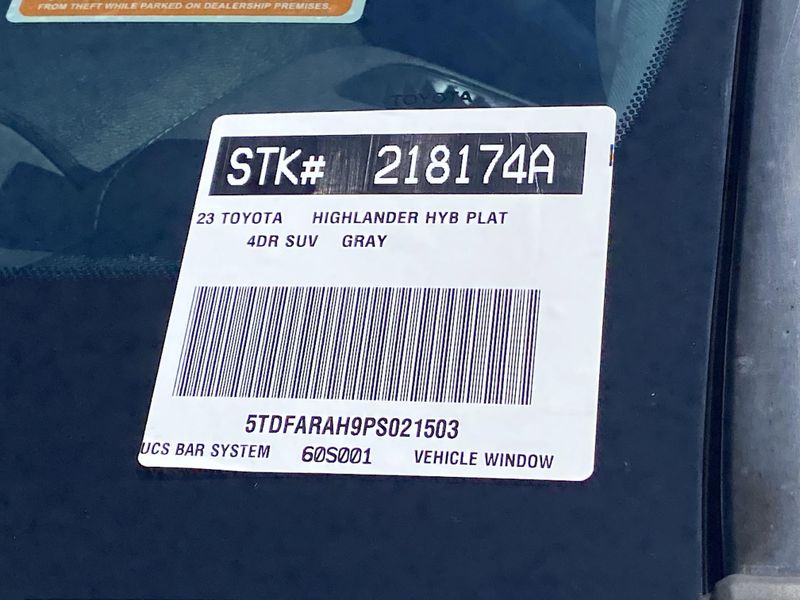 FROM THEFT WHILE PARKED ON DEALERSHIP PREMISES.
TOYOTA
STK# 218174A
23 TOYOTA HIGHLANDER HYB PLAT
4DR SUV GRAY
5TDFARAH9PS021503
UCS BAR SYSTEM 60S001 VEHICLE WINDOW